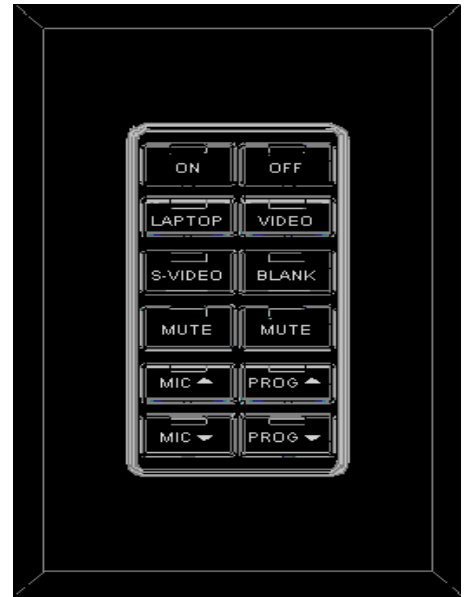 ON OFF
LAPTOP VIDEO
S-VIDEO BLANK
MUTE MUTE
MIC PROG
MIC PROG